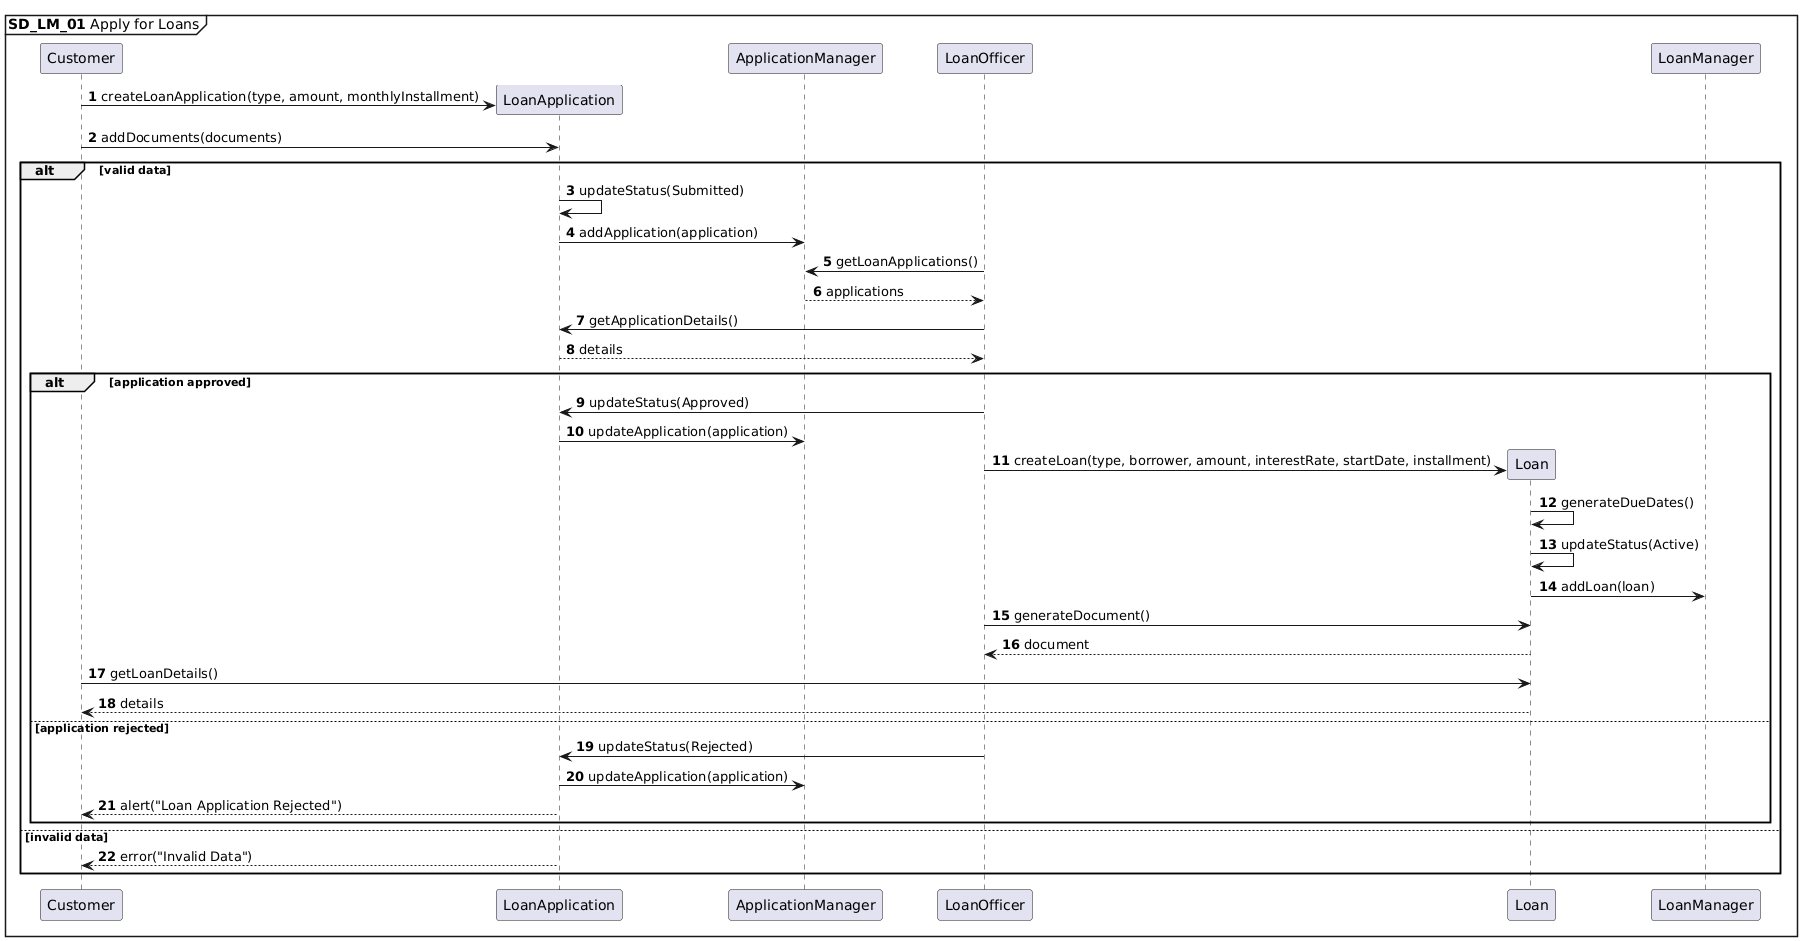 SD_LM_01 Apply for Loans
Customer
ApplicationManager
LoanOfficer
LoanManager
1 createLoanApplication(type, amount, monthlyInstallment)
LoanApplication
2 addDocuments(documents)
alt [valid data]
3 updateStatus(Submitted)
4 addApplication(application)
5 getLoanApplications()
6 applications
7 getApplicationDetails()
8 details
alt [application approved]
9 updateStatus(Approved)
10 updateApplication(application)
11 createLoan(type, borrower, amount, interestRate, startDate, installment)
Loan
12 generateDueDates()
13 updateStatus(Active)
14 addLoan(loan)
15 generateDocument()
16 document
17 getLoanDetails()
18 details
[application rejected]
19 updateStatus(Rejected)
20 updateApplication(application)
21 alert("Loan Application Rejected")
[invalid data]
22 error("Invalid Data")
Customer
LoanApplication
ApplicationManager
LoanOfficer
Loan
LoanManager